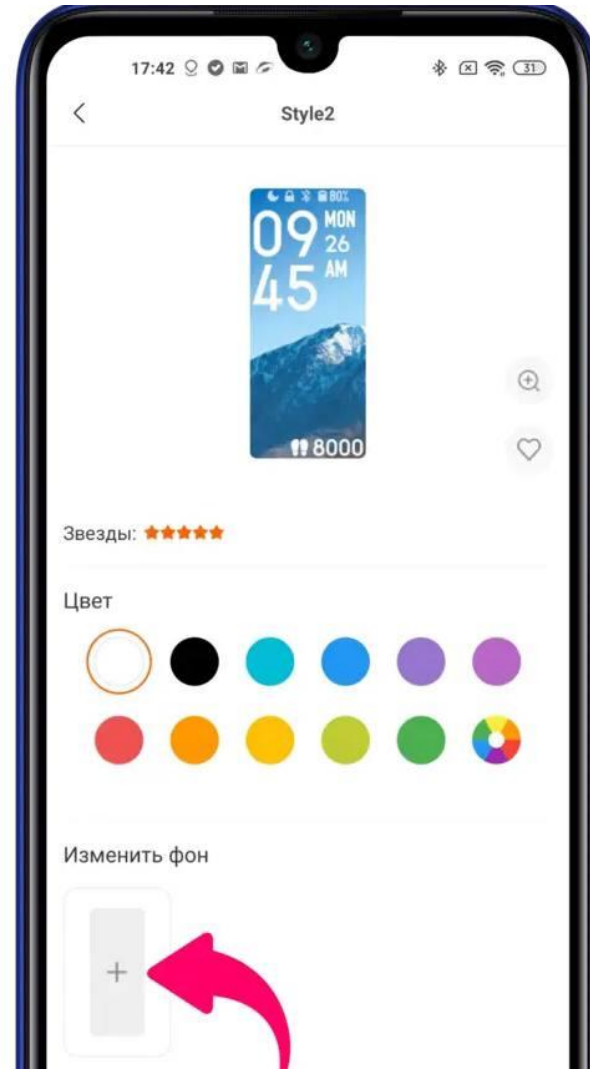 17:42
31
Style2
80%
09 MON
26
45 AM
8000
Звезды:
Цвет
Изменить фон